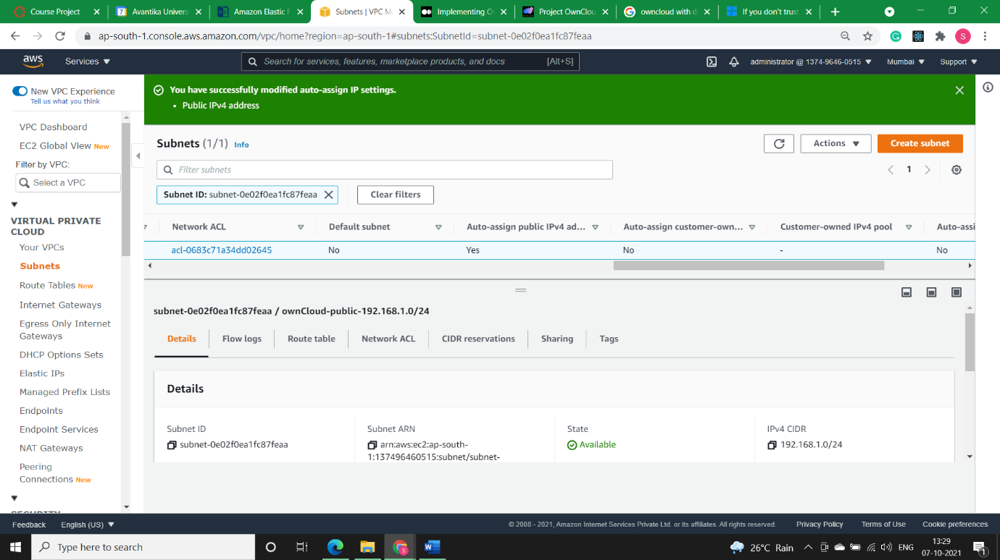 Course Project
Avantika Univers
Amazon Elastic F
Subnets | VPC M
Implementing O
Project OwnClou
owncloud with d
If you don't trust
ap-south-1.console.aws.amazon.com/vpc/home?region=ap-south-1#subnets:SubnetId=subnet-0e02f0ea1fc87feaa
S
aws
Services
Search for services, features, marketplace products, and docs
[Alt+S]
administrator @ 1374-9646-0515
Mumbai
Support
New VPC Experience
Tell us what you think
You have successfully modified auto-assign IP settings.
• Public IPv4 address
VPC Dashboard
EC2 Global View New
Filter by VPC:
Select a VPC
VIRTUAL PRIVATE
CLOUD
Your VPCs
Subnets
Route Tables New
Internet Gateways
Egress Only Internet
Gateways
DHCP Options Sets
Elastic IPs
Managed Prefix Lists
Endpoints
Endpoint Services
NAT Gateways
Peering
Connections New
Subnets (1/1) Info
Actions
Create subnet
Filter subnets
1
Subnet ID: subnet-0e02f0ea1fc87feaa
Clear filters
Network ACL
Default subnet
Auto-assign public IPv4 ad...
Auto-assign customer-own...
Customer-owned IPv4 pool
Auto-assi
acl-0683c71a34dd02645
No
Yes
No
-
No
subnet-0e02f0ea1fc87feaa / ownCloud-public-192.168.1.0/24
Details
Flow logs
Route table
Network ACL
CIDR reservations
Sharing
Tags
Details
Subnet ID
subnet-0e02f0ea1fc87feaa
Subnet ARN
arn:aws:ec2:ap-south-
1:137496460515:subnet/subnet-
State
Available
IPv4 CIDR
192.168.1.0/24
Feedback
English (US)
© 2008 - 2021, Amazon Internet Services Private Ltd. or its affiliates. All rights reserved.
Privacy Policy
Terms of Use
Cookie preferences
Type here to search
26°C Rain
ENG
13:29
07-10-2021
1